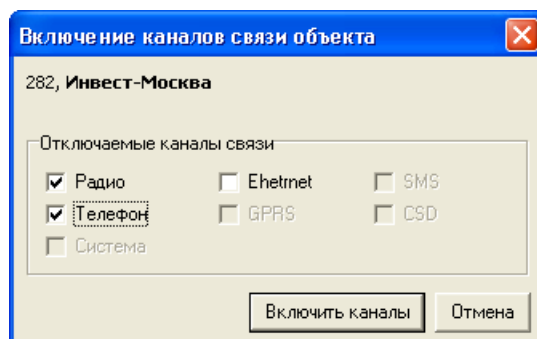 Включение каналов связи объекта
282, Инвест-Москва
Отключаемые каналы связи
Радио Ehetrnet SMS
Телефон GPRS CSD
Система
Включить каналы Отмена